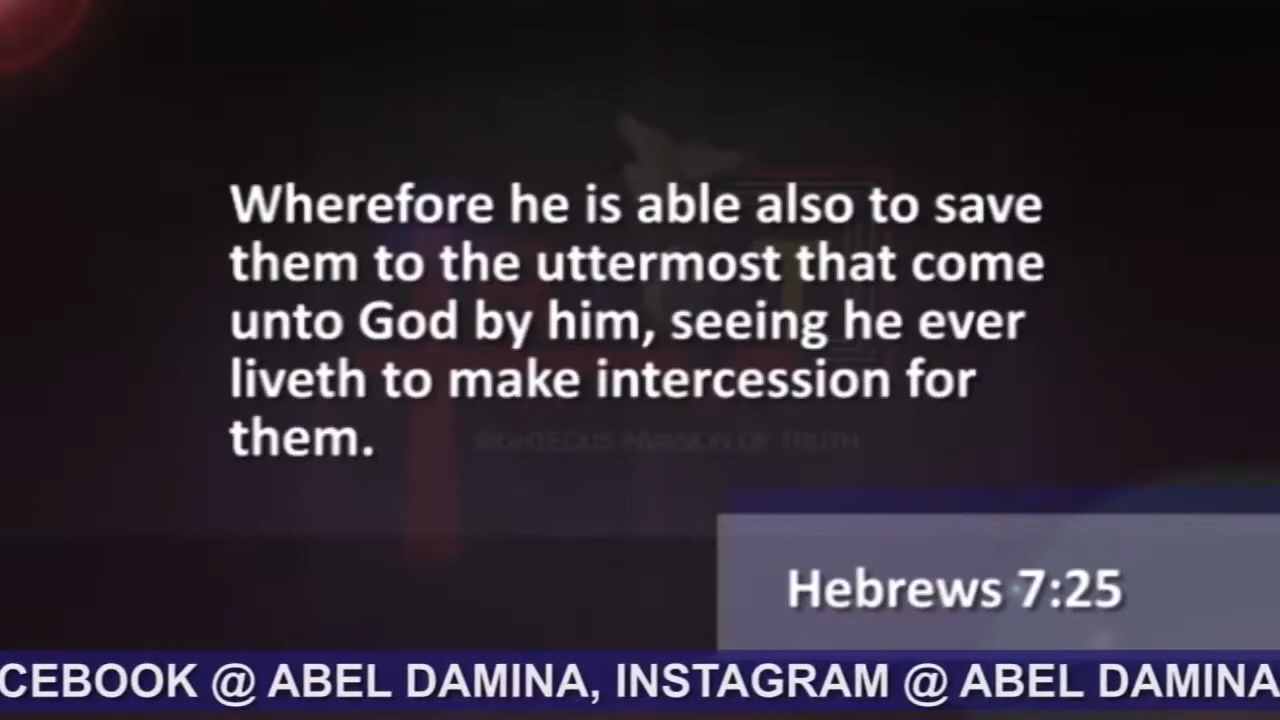 Wherefore he is able also to save
them to the uttermost that come
unto God by him, seeing he ever
liveth to make intercession for
them.
Hebrews 7:25
CEBOOK @ ABEL DAMINA, INSTAGRAM @ ABEL DAMINA